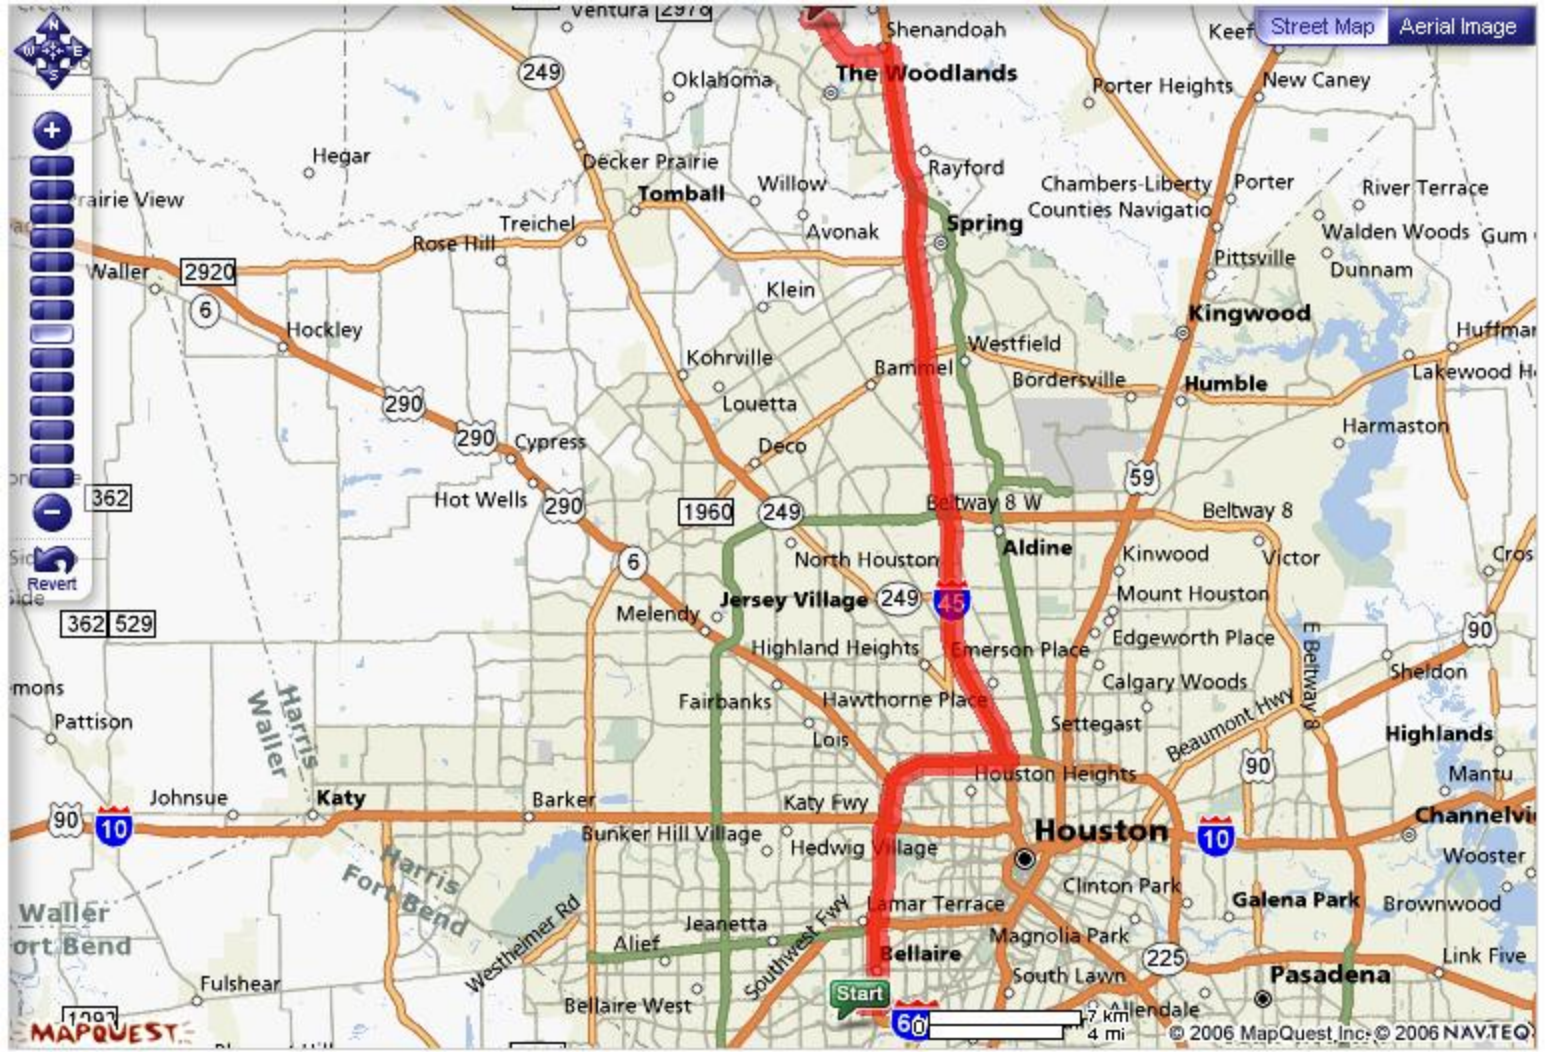 Ventura
2978
Shenandoah
Street Map
Aerial Image
249
The Woodlands
Oklahoma
Porter Heights
New Caney
Hegar
Decker Prairie
Rayford
Tomball
Willow
Chambers-Liberty
Counties Navigatio
Porter
River Terrace
rairie View
Treichel
Rose Hill
Avonak
Spring
Walden Woods
Gum
Pittsville
Dunnam
Waller
2920
6
Klein
Hockley
Kingwood
Huffmar
Kohrville
Westfield
Bammel
Bordersville
Humble
Lakewood H
290
Louetta
Harmaston
290
Cypress
Deco
59
Hot Wells
290
362
1960
249
Beltway 8 W
Beltway 8
Aldine
North Houston
Kinwood
Victor
Cros
Revert
Side
6
Jersey Village
249
45
Mount Houston
362
529
Melendy
Highland Heights
Emerson Place
Edgeworth Place
E Beltway 8
90
Sheldon
mons
Harris
Waller
Fairbanks
Hawthorne Place
Calgary Woods
Pattison
Lois
Settegast
Beaumont Hwy
Highlands
Houston Heights
90
Mantu
Johnsue
Katy
Barker
Katy Fwy
90
10
Bunker Hill Village
Hedwig Village
Houston
10
Channelvi
Wooster
Harris
Fort Bend
Clinton Park
Waller
ort Bend
Westheimer Rd
Jeanetta
Southwest Fwy
Lamar Terrace
Galena Park
Brownwood
Alief
Magnolia Park
Bellaire
225
Link Five
Fulshear
Bellaire West
Start
South Lawn
Pasadena
Allendale
MAPQUEST
0
7 km
4 mi
© 2006 MapQuest, Inc.; © 2006 NAVTEQ